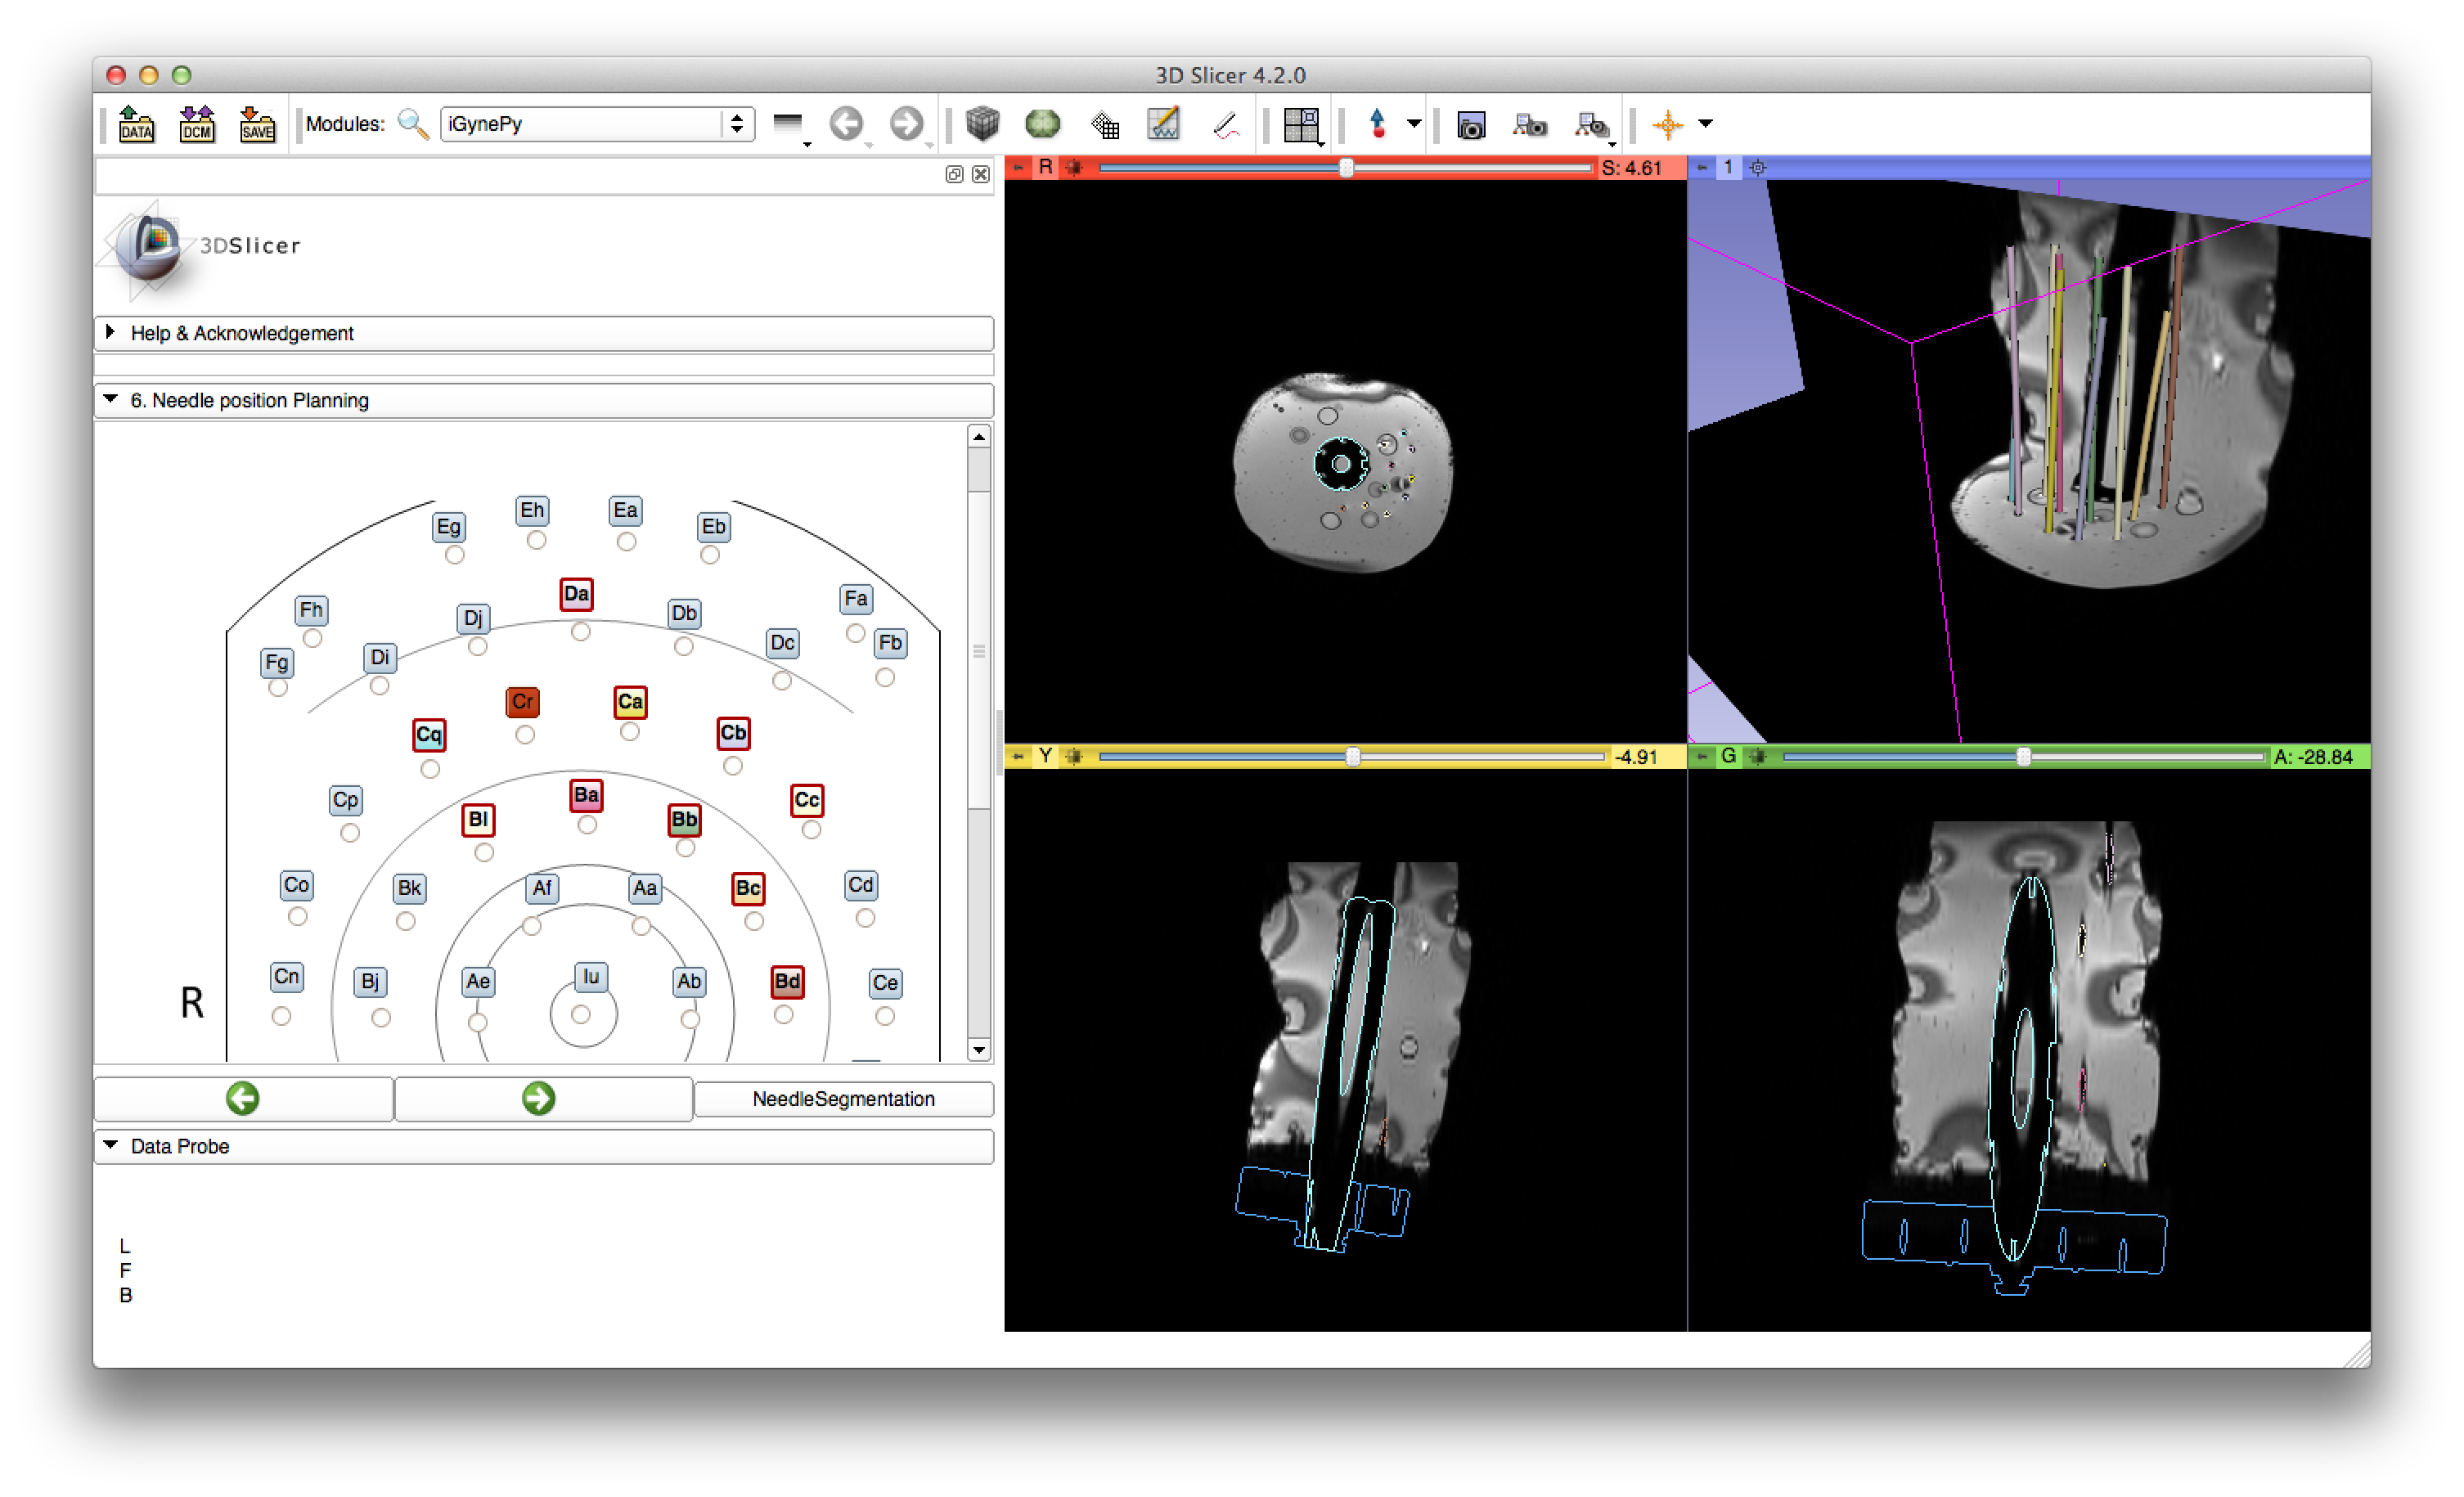 3D Slicer 4.2.0
DATA DCM SAVE Modules: iGynePy
R S: 4.61 1
3DSlicer
Help & Acknowledgement
6. Needle position Planning
Eg Eh Ea Eb
Fh Dj Da Db Fa
Fg Di Dc Fb
Cq Cr Ca Cb
Cp Bl Ba Bb Cc
Co Bk Af Aa Bc Cd
Cn Bj Ae Iu Ab Bd Ce
R
Y -4.91 G A: -28.84
NeedleSegmentation
Data Probe
L
F
B